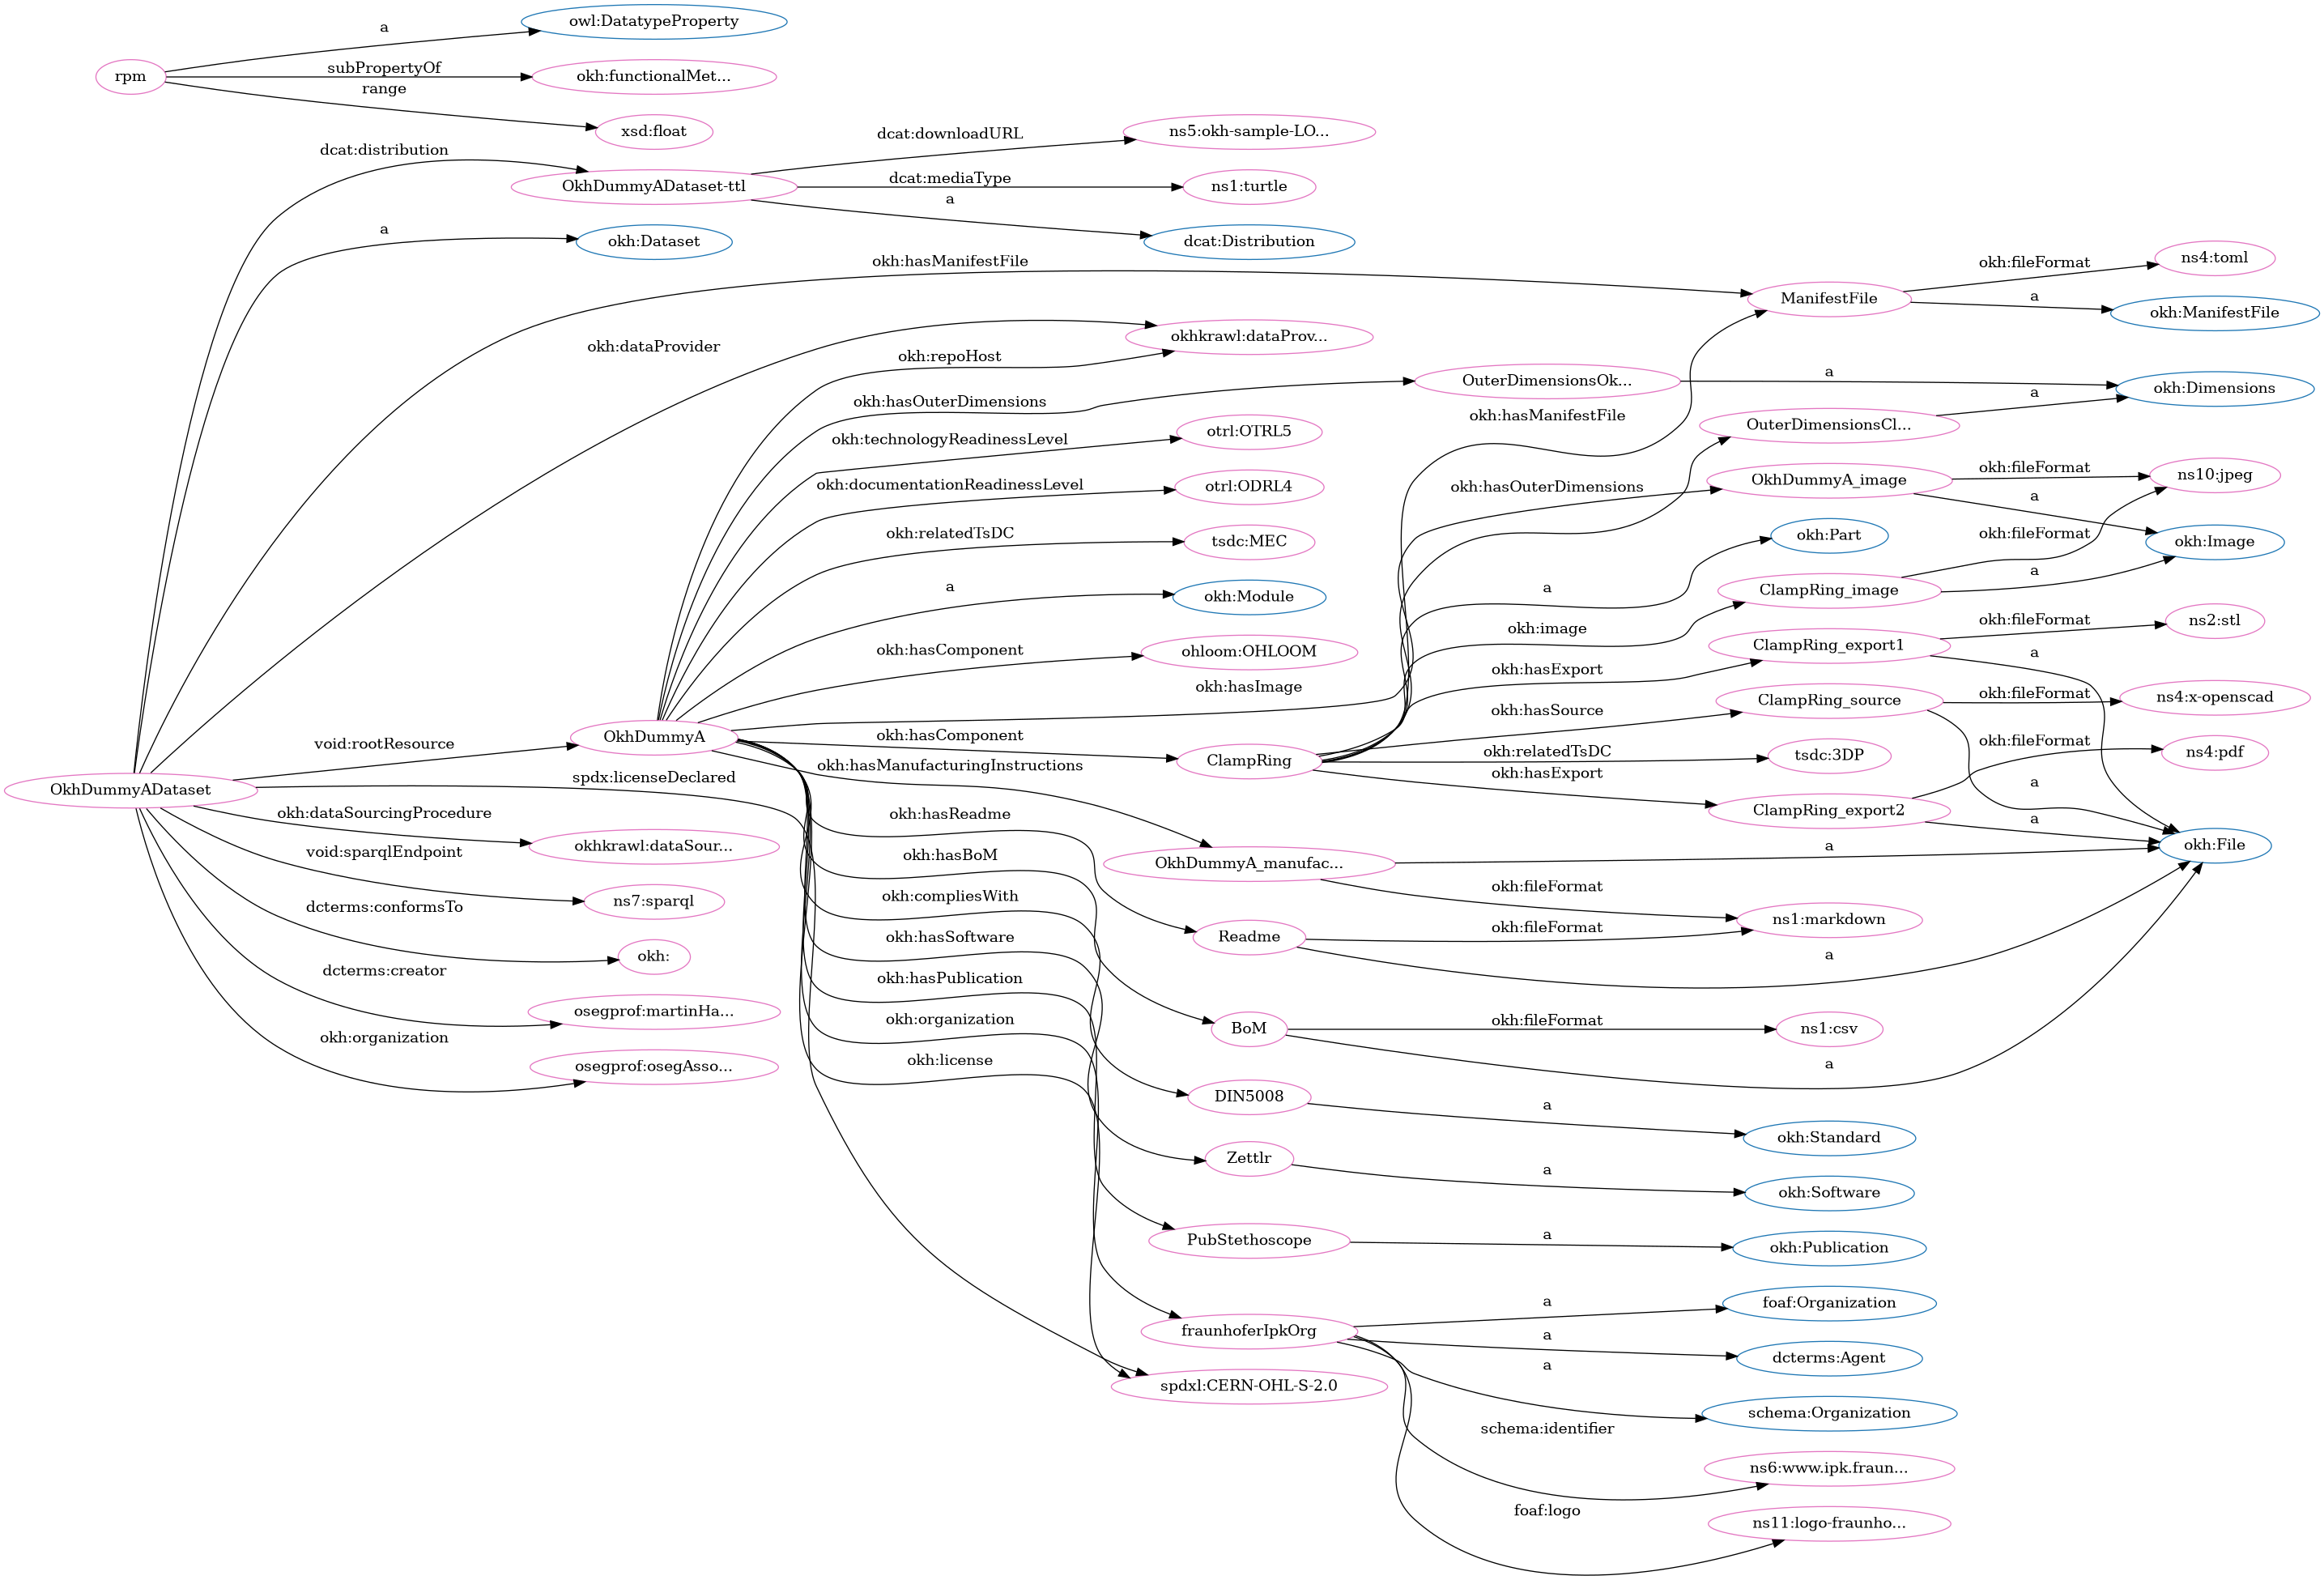 a
owl:DatatypeProperty
rpm
subPropertyOf
okh:functionalMet...
range
xsd:float
dcat:distribution
OkhDummyADataset-ttl
dcat:downloadURL
ns5:okh-sample-LO...
dcat:mediaType
ns1:turtle
a
dcat:Distribution
a
okh:Dataset
okh:hasManifestFile
ManifestFile
okh:fileFormat
ns4:toml
a
okh:ManifestFile
okh:dataProvider
okhkrawl:dataProv...
okh:repoHost
okh:hasOuterDimensions
OuterDimensionsOk...
a
okh:Dimensions
okh:hasManifestFile
OuterDimensionsCl...
a
okh:technologyReadinessLevel
otrl:OTRL5
okh:documentationReadinessLevel
otrl:ODRL4
okh:hasOuterDimensions
OkhDummyA_image
okh:fileFormat
ns10:jpeg
a
okh:relatedTsDC
tsdc:MEC
okh:Part
okh:fileFormat
okh:Image
a
okh:Module
a
ClampRing_image
a
okh:hasComponent
ohloom:OHLOOM
okh:image
ClampRing_export1
okh:fileFormat
ns2:stl
a
okh:hasImage
okh:hasExport
ClampRing_source
okh:fileFormat
ns4:x-openscad
void:rootResource
OkhDummyA
okh:hasComponent
ClampRing
okh:hasSource
okh:relatedTsDC
tsdc:3DP
okh:fileFormat
ns4:pdf
okh:hasManufacturingInstructions
okh:hasExport
ClampRing_export2
a
a
OkhDummyADataset
spdx:licenseDeclared
okh:dataSourcingProcedure
okhkrawl:dataSour...
okh:hasReadme
OkhDummyA_manufac...
a
okh:File
void:sparqlEndpoint
ns7:sparql
okh:hasBoM
okh:fileFormat
ns1:markdown
dcterms:conformsTo
okh:
okh:compliesWith
Readme
okh:fileFormat
a
dcterms:creator
osegprof:martinHa...
okh:hasSoftware
okh:hasPublication
okh:organization
osegprof:osegAsso...
okh:organization
BoM
okh:fileFormat
ns1:csv
a
okh:license
DIN5008
a
okh:Standard
Zettlr
a
okh:Software
PubStethoscope
a
okh:Publication
fraunhoferIpkOrg
a
foaf:Organization
a
dcterms:Agent
a
schema:Organization
spdxl:CERN-OHL-S-2.0
schema:identifier
ns6:www.ipk.fraun...
foaf:logo
ns11:logo-fraunho...